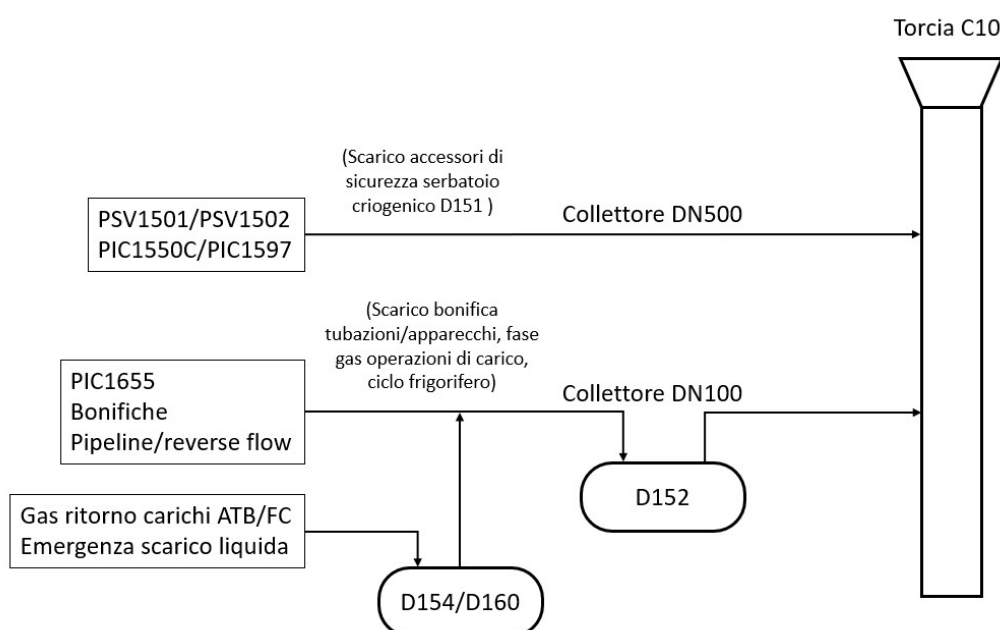 Torcia C10
(Scarico accessori di
sicurezza serbatoio
criogenico D151 )
PSV1501/PSV1502
PIC1550C/PIC1597
Collettore DN500
(Scarico bonifica
tubazioni/apparecchi, fase
gas operazioni di carico,
ciclo frigorifero)
PIC1655
Bonifiche
Pipeline/reverse flow
Collettore DN100
D152
Gas ritorno carichi ATB/FC
Emergenza scarico liquida
D154/D160